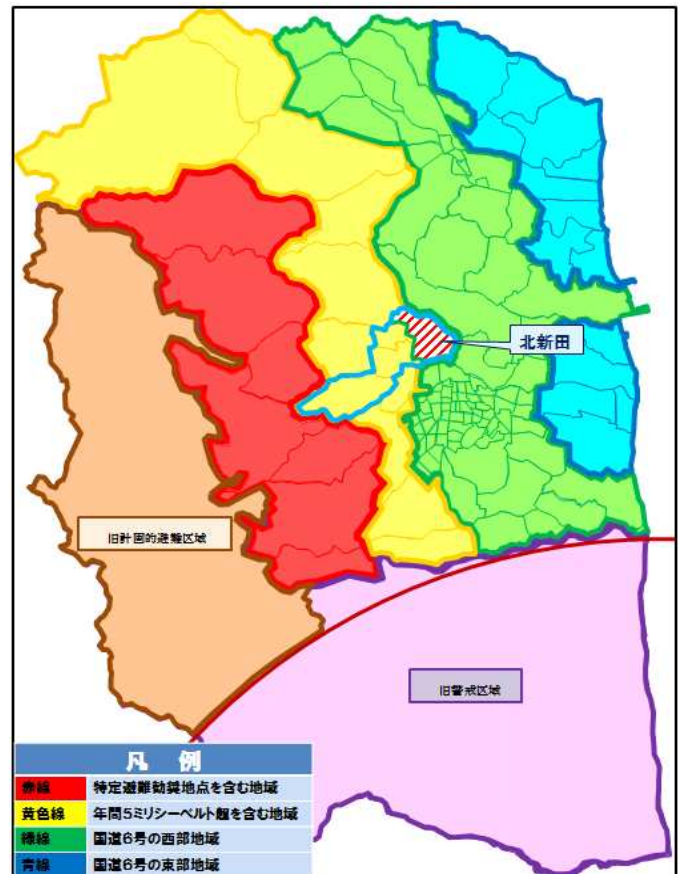 北新田
旧計画的避難区域
旧警戒区域
凡 例
赤線 特定避難勧奨地点を含む地域
黄色線 年間5ミリシーベルト超を含む地域
緑線 国道6号の西部地域
青線 国道6号の東部地域